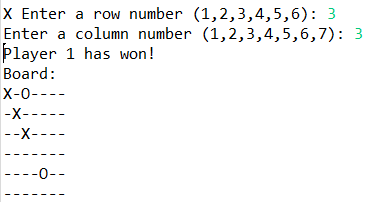 X Enter a row number (1,2,3,4,5,6): 3
Enter a column number (1,2,3,4,5,6,7): 3
Player 1 has won!
Board:
X-O----
-X-----
--X----
-------
----O--
-------